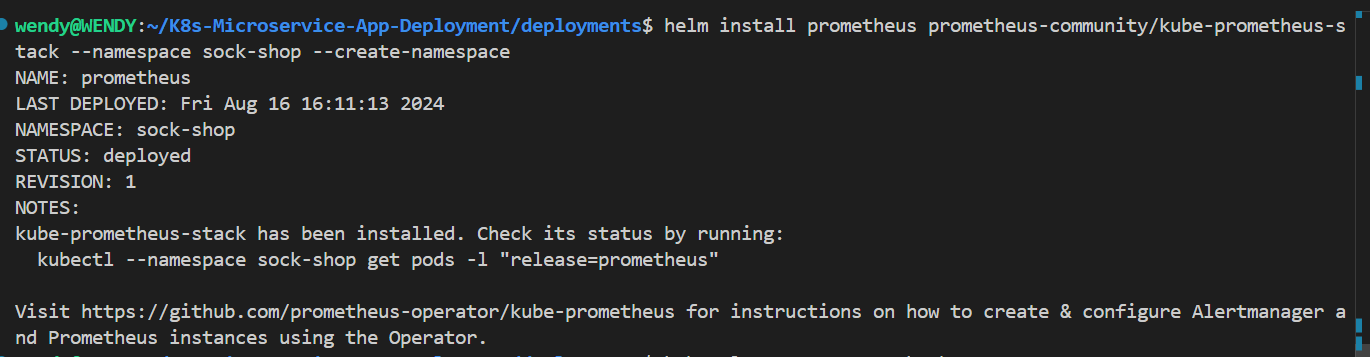 wendy@WENDY:~/K8s-Microservice-App-Deployment/deployments$ helm install prometheus prometheus-community/kube-prometheus-s
tack --namespace sock-shop --create-namespace
NAME: prometheus
LAST DEPLOYED: Fri Aug 16 16:11:13 2024
NAMESPACE: sock-shop
STATUS: deployed
REVISION: 1
NOTES:
kube-prometheus-stack has been installed. Check its status by running:
  kubectl --namespace sock-shop get pods -l "release=prometheus"

Visit https://github.com/prometheus-operator/kube-prometheus for instructions on how to create & configure Alertmanager a
nd Prometheus instances using the Operator.